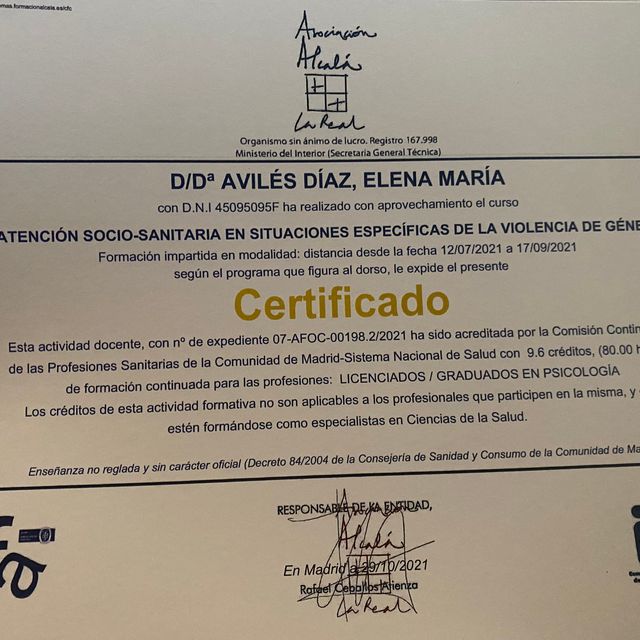 omas.formacionalcala.es/cfc
Asociación
Alcalá
La Real
Organismo sin ánimo de lucro. Registro 167.998
Ministerio del Interior (Secretaria General Técnica)
D/Dª AVILÉS DÍAZ, ELENA MARÍA
con D.N.I 45095095F ha realizado con aprovechamiento el curso
ATENCIÓN SOCIO-SANITARIA EN SITUACIONES ESPECÍFICAS DE LA VIOLENCIA DE GÉNE
Formación impartida en modalidad: distancia desde la fecha 12/07/2021 a 17/09/2021
según el programa que figura al dorso, le expide el presente
Certificado
Esta actividad docente, con nº de expediente 07-AFOC-00198.2/2021 ha sido acreditada por la Comisión Contin
de las Profesiones Sanitarias de la Comunidad de Madrid-Sistema Nacional de Salud con 9.6 créditos, (80.00 h
de formación continuada para las profesiones: LICENCIADOS / GRADUADOS EN PSICOLOGÍA
Los créditos de esta actividad formativa no son aplicables a los profesionales que participen en la misma, y
estén formándose como especialistas en Ciencias de la Salud.
Enseñanza no reglada y sin carácter oficial (Decreto 84/2004 de la Consejería de Sanidad y Consumo de la Comunidad de Ma
RESPONSABLE DE LA ENTIDAD,
Alcalá
En Madrid a 29/10/2021
Rafael Ceballos Atienza
La Real